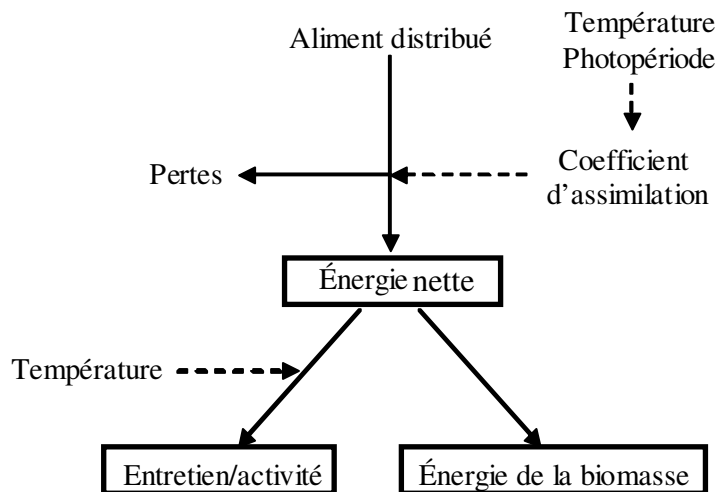 Température
Photopériode
Aliment distribué
Pertes
Coefficient
d'assimilation
Énergie nette
Température
Entretien/activité
Énergie de la biomasse